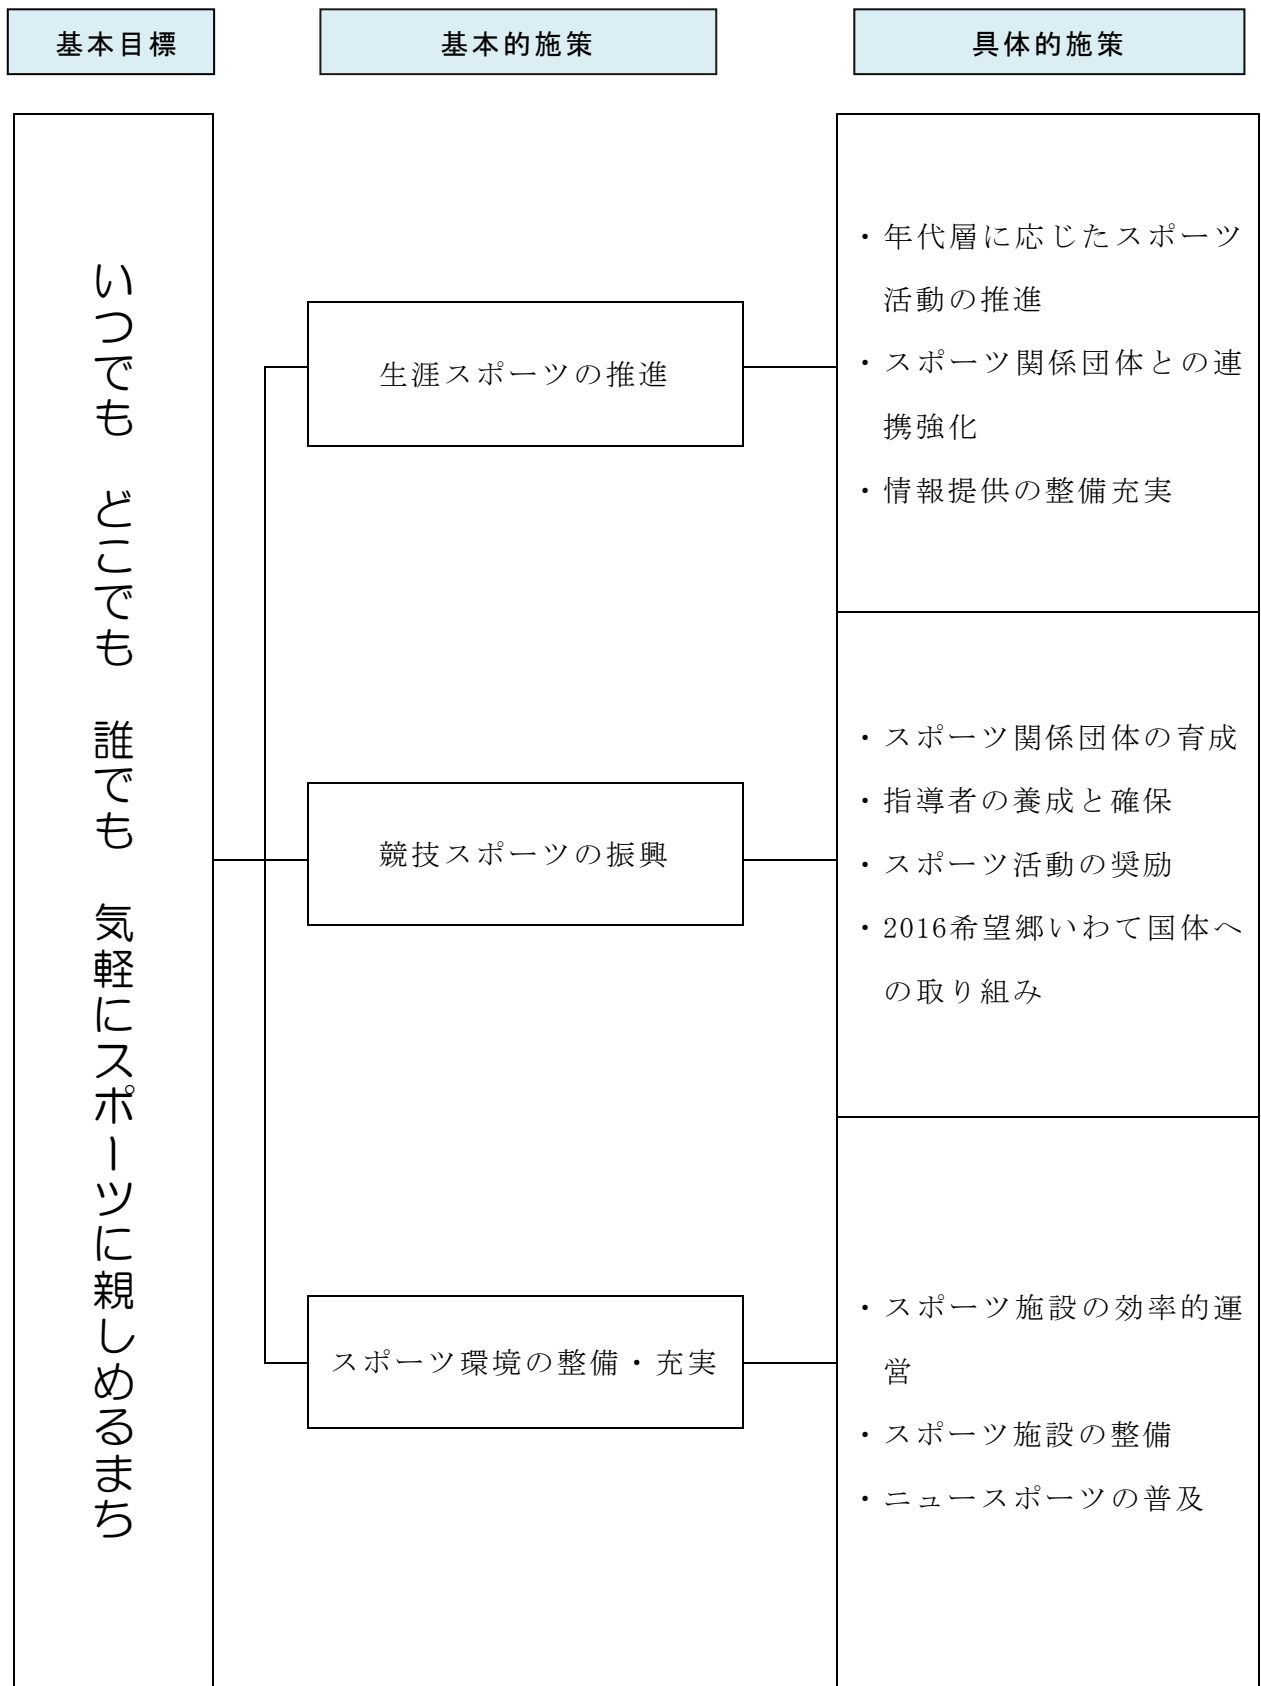 基本目標
基本的施策
具体的施策
いつでも　どこでも　誰でも　気軽にスポーツに親しめるまち
生涯スポーツの推進
・年代層に応じたスポーツ
活動の推進
・スポーツ関係団体との連
携強化
・情報提供の整備充実
競技スポーツの振興
・スポーツ関係団体の育成
・指導者の養成と確保
・スポーツ活動の奨励
・2016希望郷いわて国体へ
の取り組み
スポーツ環境の整備・充実
・スポーツ施設の効率的運
営
・スポーツ施設の整備
・ニュースポーツの普及